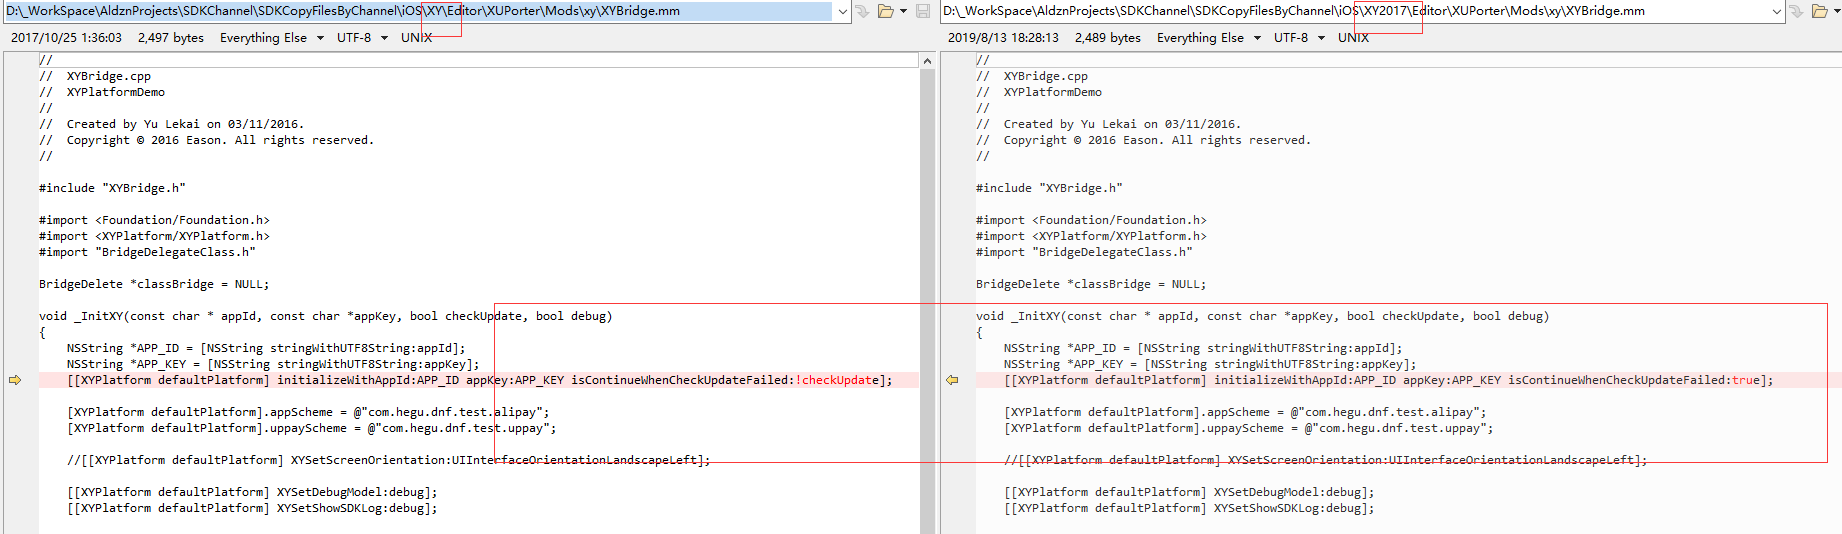 D:\_WorkSpace\AldznProjects\SDKChannel\SDKCopyFilesByChannel\iOS\XY\Editor\XUPorter\Mods\xy\XYBridge.mm
2017/10/25 1:36:03 2,497 bytes Everything Else UTF-8 UNIX
//
//  XYBridge.cpp
//  XYPlatformDemo
//
//  Created by Yu Lekai on 03/11/2016.
//  Copyright © 2016 Eason. All rights reserved.
//
#include "XYBridge.h"
#import <Foundation/Foundation.h>
#import <XYPlatform/XYPlatform.h>
#import "BridgeDelegateClass.h"
BridgeDelete *classBridge = NULL;
void _InitXY(const char * appId, const char *appKey, bool checkUpdate, bool debug)
{
    NSString *APP_ID = [NSString stringWithUTF8String:appId];
    NSString *APP_KEY = [NSString stringWithUTF8String:appKey];
    [[XYPlatform defaultPlatform] initializeWithAppId:APP_ID appKey:APP_KEY isContinueWhenCheckUpdateFailed:!checkUpdate];
    [XYPlatform defaultPlatform].appScheme = @"com.hegu.dnf.test.alipay";
    [XYPlatform defaultPlatform].uppayScheme = @"com.hegu.dnf.test.uppay";
    //[[XYPlatform defaultPlatform] XYSetScreenOrientation:UIInterfaceOrientationLandscapeLeft];
    [[XYPlatform defaultPlatform] XYSetDebugModel:debug];
    [[XYPlatform defaultPlatform] XYSetShowSDKLog:debug];
D:\_WorkSpace\AldznProjects\SDKChannel\SDKCopyFilesByChannel\iOS\XY2017\Editor\XUPorter\Mods\xy\XYBridge.mm
2019/8/13 18:28:13 2,489 bytes Everything Else UTF-8 UNIX
//
//  XYBridge.cpp
//  XYPlatformDemo
//
//  Created by Yu Lekai on 03/11/2016.
//  Copyright © 2016 Eason. All rights reserved.
//
#include "XYBridge.h"
#import <Foundation/Foundation.h>
#import <XYPlatform/XYPlatform.h>
#import "BridgeDelegateClass.h"
BridgeDelete *classBridge = NULL;
void _InitXY(const char * appId, const char *appKey, bool checkUpdate, bool debug)
{
    NSString *APP_ID = [NSString stringWithUTF8String:appId];
    NSString *APP_KEY = [NSString stringWithUTF8String:appKey];
    [[XYPlatform defaultPlatform] initializeWithAppId:APP_ID appKey:APP_KEY isContinueWhenCheckUpdateFailed:true];
    [XYPlatform defaultPlatform].appScheme = @"com.hegu.dnf.test.alipay";
    [XYPlatform defaultPlatform].uppayScheme = @"com.hegu.dnf.test.uppay";
    //[[XYPlatform defaultPlatform] XYSetScreenOrientation:UIInterfaceOrientationLandscapeLeft];
    [[XYPlatform defaultPlatform] XYSetDebugModel:debug];
    [[XYPlatform defaultPlatform] XYSetShowSDKLog:debug];